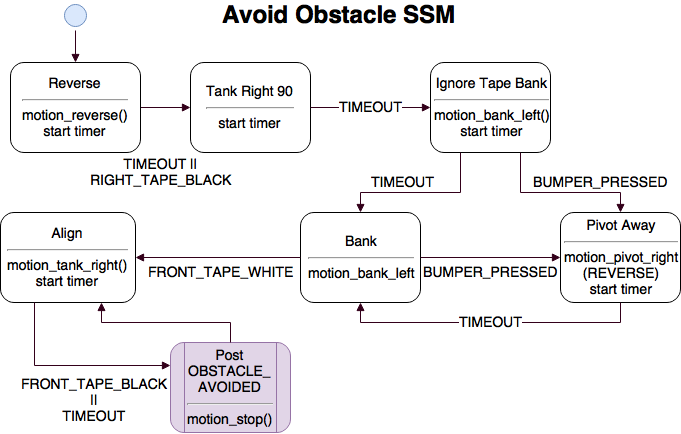 Avoid Obstacle SSM
Reverse
motion_reverse()
start timer
Tank Right 90
start timer
TIMEOUT
Ignore Tape Bank
motion_bank_left()
start timer
TIMEOUT II
RIGHT_TAPE_BLACK
TIMEOUT
BUMPER_PRESSED
Align
motion_tank_right()
start timer
FRONT_TAPE_WHITE
Bank
motion_bank_left
BUMPER_PRESSED
Pivot Away
motion_pivot_right
(REVERSE)
start timer
TIMEOUT
FRONT_TAPE_BLACK
II
TIMEOUT
Post
OBSTACLE_
AVOIDED
motion_stop()